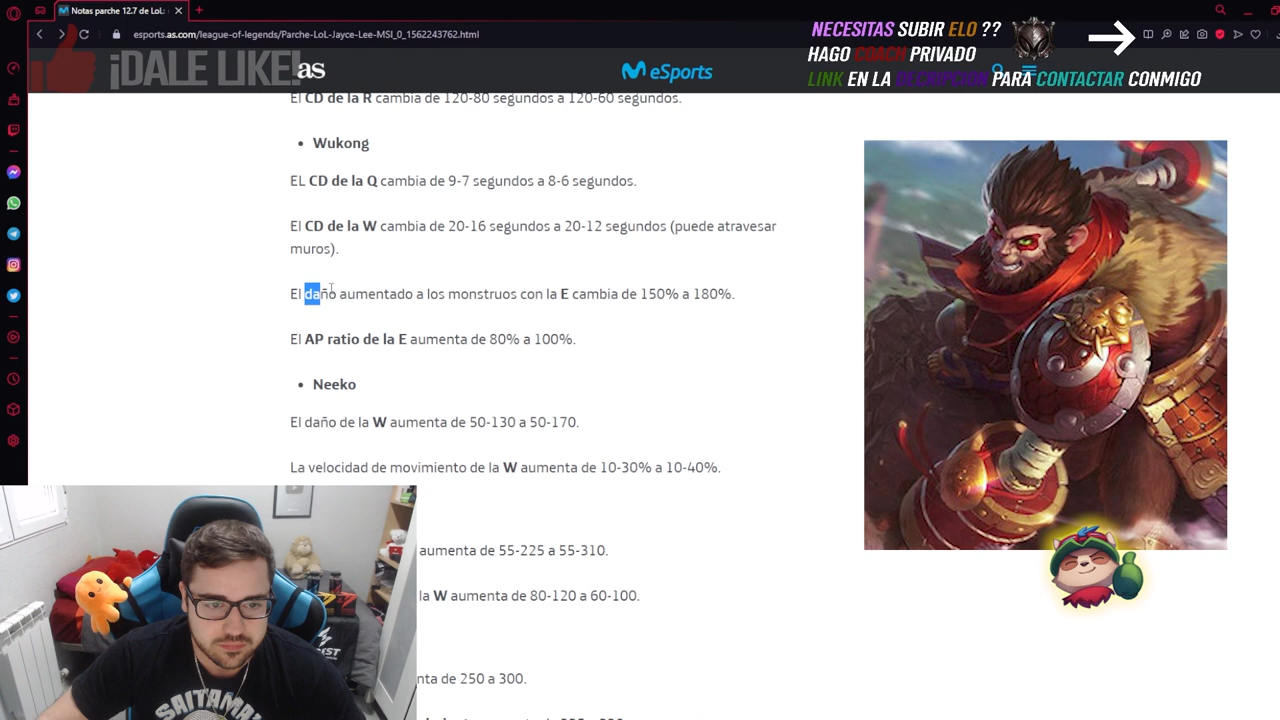 Notas parche 12.7 de LoL:
esports.as.com/league-of-legends/Parche-LoL-Jayce-Lee-MSI_0_1562243762.html
NECESITAS SUBIR ELO ??
HAGO COACH PRIVADO
LINK EN LA DESCRIPCION PARA CONTACTAR CONMIGO
¡DALE LIKE!
as
eSports
El CD de la R cambia de 120-80 segundos a 120-60 segundos.
• Wukong
EL CD de la Q cambia de 9-7 segundos a 8-6 segundos.
El CD de la W cambia de 20-16 segundos a 20-12 segundos (puede atravesar
muros).
El daño aumentado a los monstruos con la E cambia de 150% a 180%.
El AP ratio de la E aumenta de 80% a 100%.
• Neeko
El daño de la W aumenta de 50-130 a 50-170.
La velocidad de movimiento de la W aumenta de 10-30% a 10-40%.
aumenta de 55-225 a 55-310.
la W aumenta de 80-120 a 60-100.
nta de 250 a 300.
SAITAMA